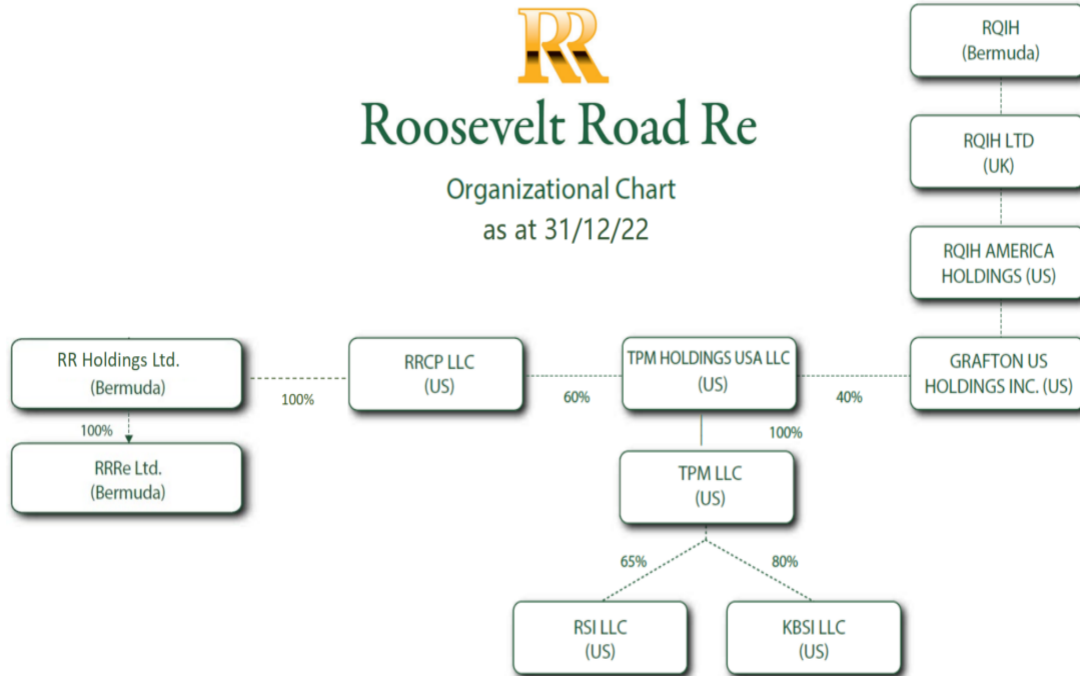 RR
Roosevelt Road Re
Organizational Chart
as at 31/12/22
RQIH
(Bermuda)
RQIH LTD
(UK)
RQIH AMERICA
HOLDINGS (US)
RR Holdings Ltd.
(Bermuda)
100%
RRCP LLC
(US)
60%
TPM HOLDINGS USA LLC
(US)
40%
GRAFTON US
HOLDINGS INC. (US)
100%
RRRe Ltd.
(Bermuda)
100%
TPM LLC
(US)
65%
80%
RSI LLC
(US)
KBSI LLC
(US)